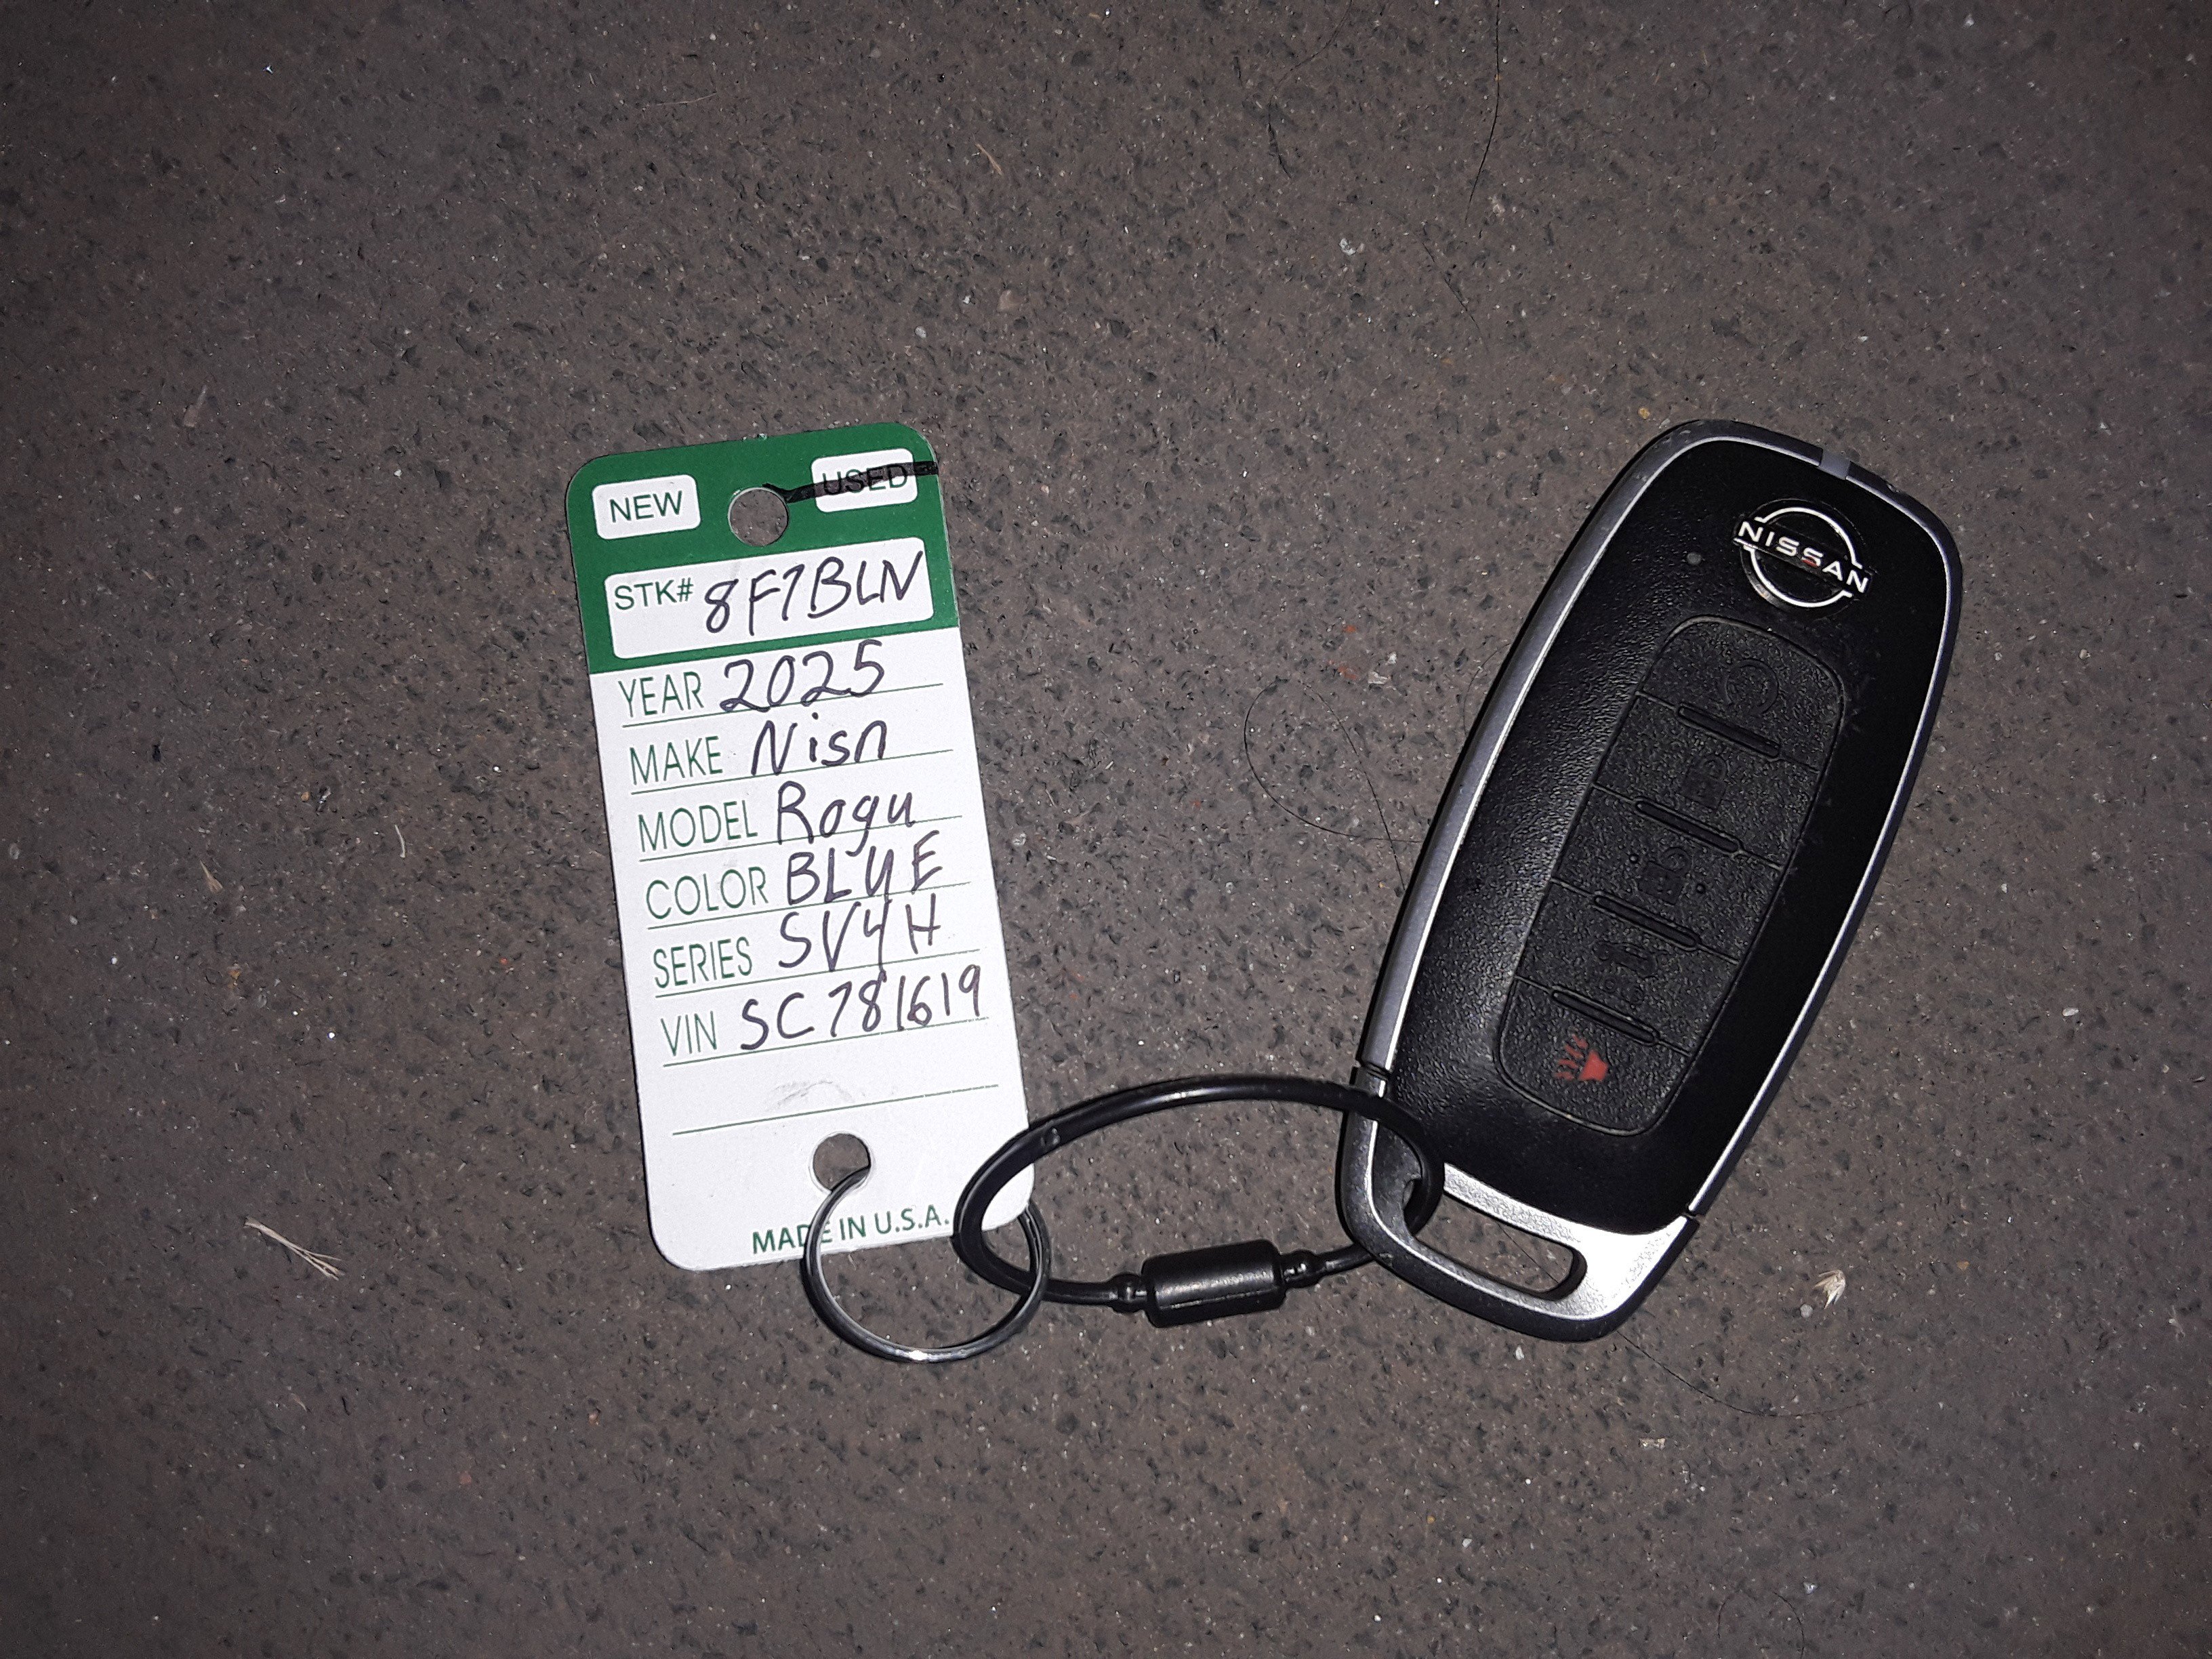 NEW USED
STK# 8F7BLN
YEAR 2025
MAKE Nisn
MODEL Rogu
COLOR BLUE
SERIES SV4H
VIN SC781619
MADE IN U.S.A.
NISSAN